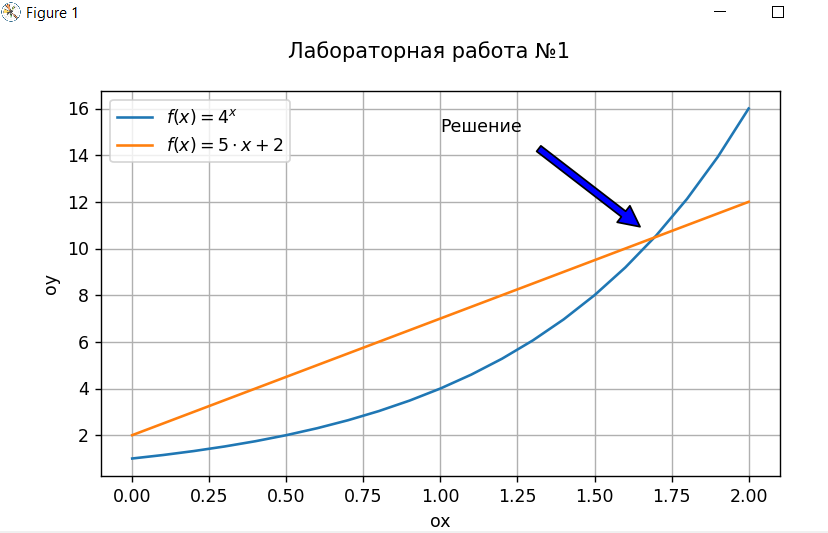 Figure 1
Лабораторная работа №1
f(x) = 4^x
f(x) = 5 · x + 2
Решение
16
14
12
10
8
6
4
2
oy
0.00 0.25 0.50 0.75 1.00 1.25 1.50 1.75 2.00
ox